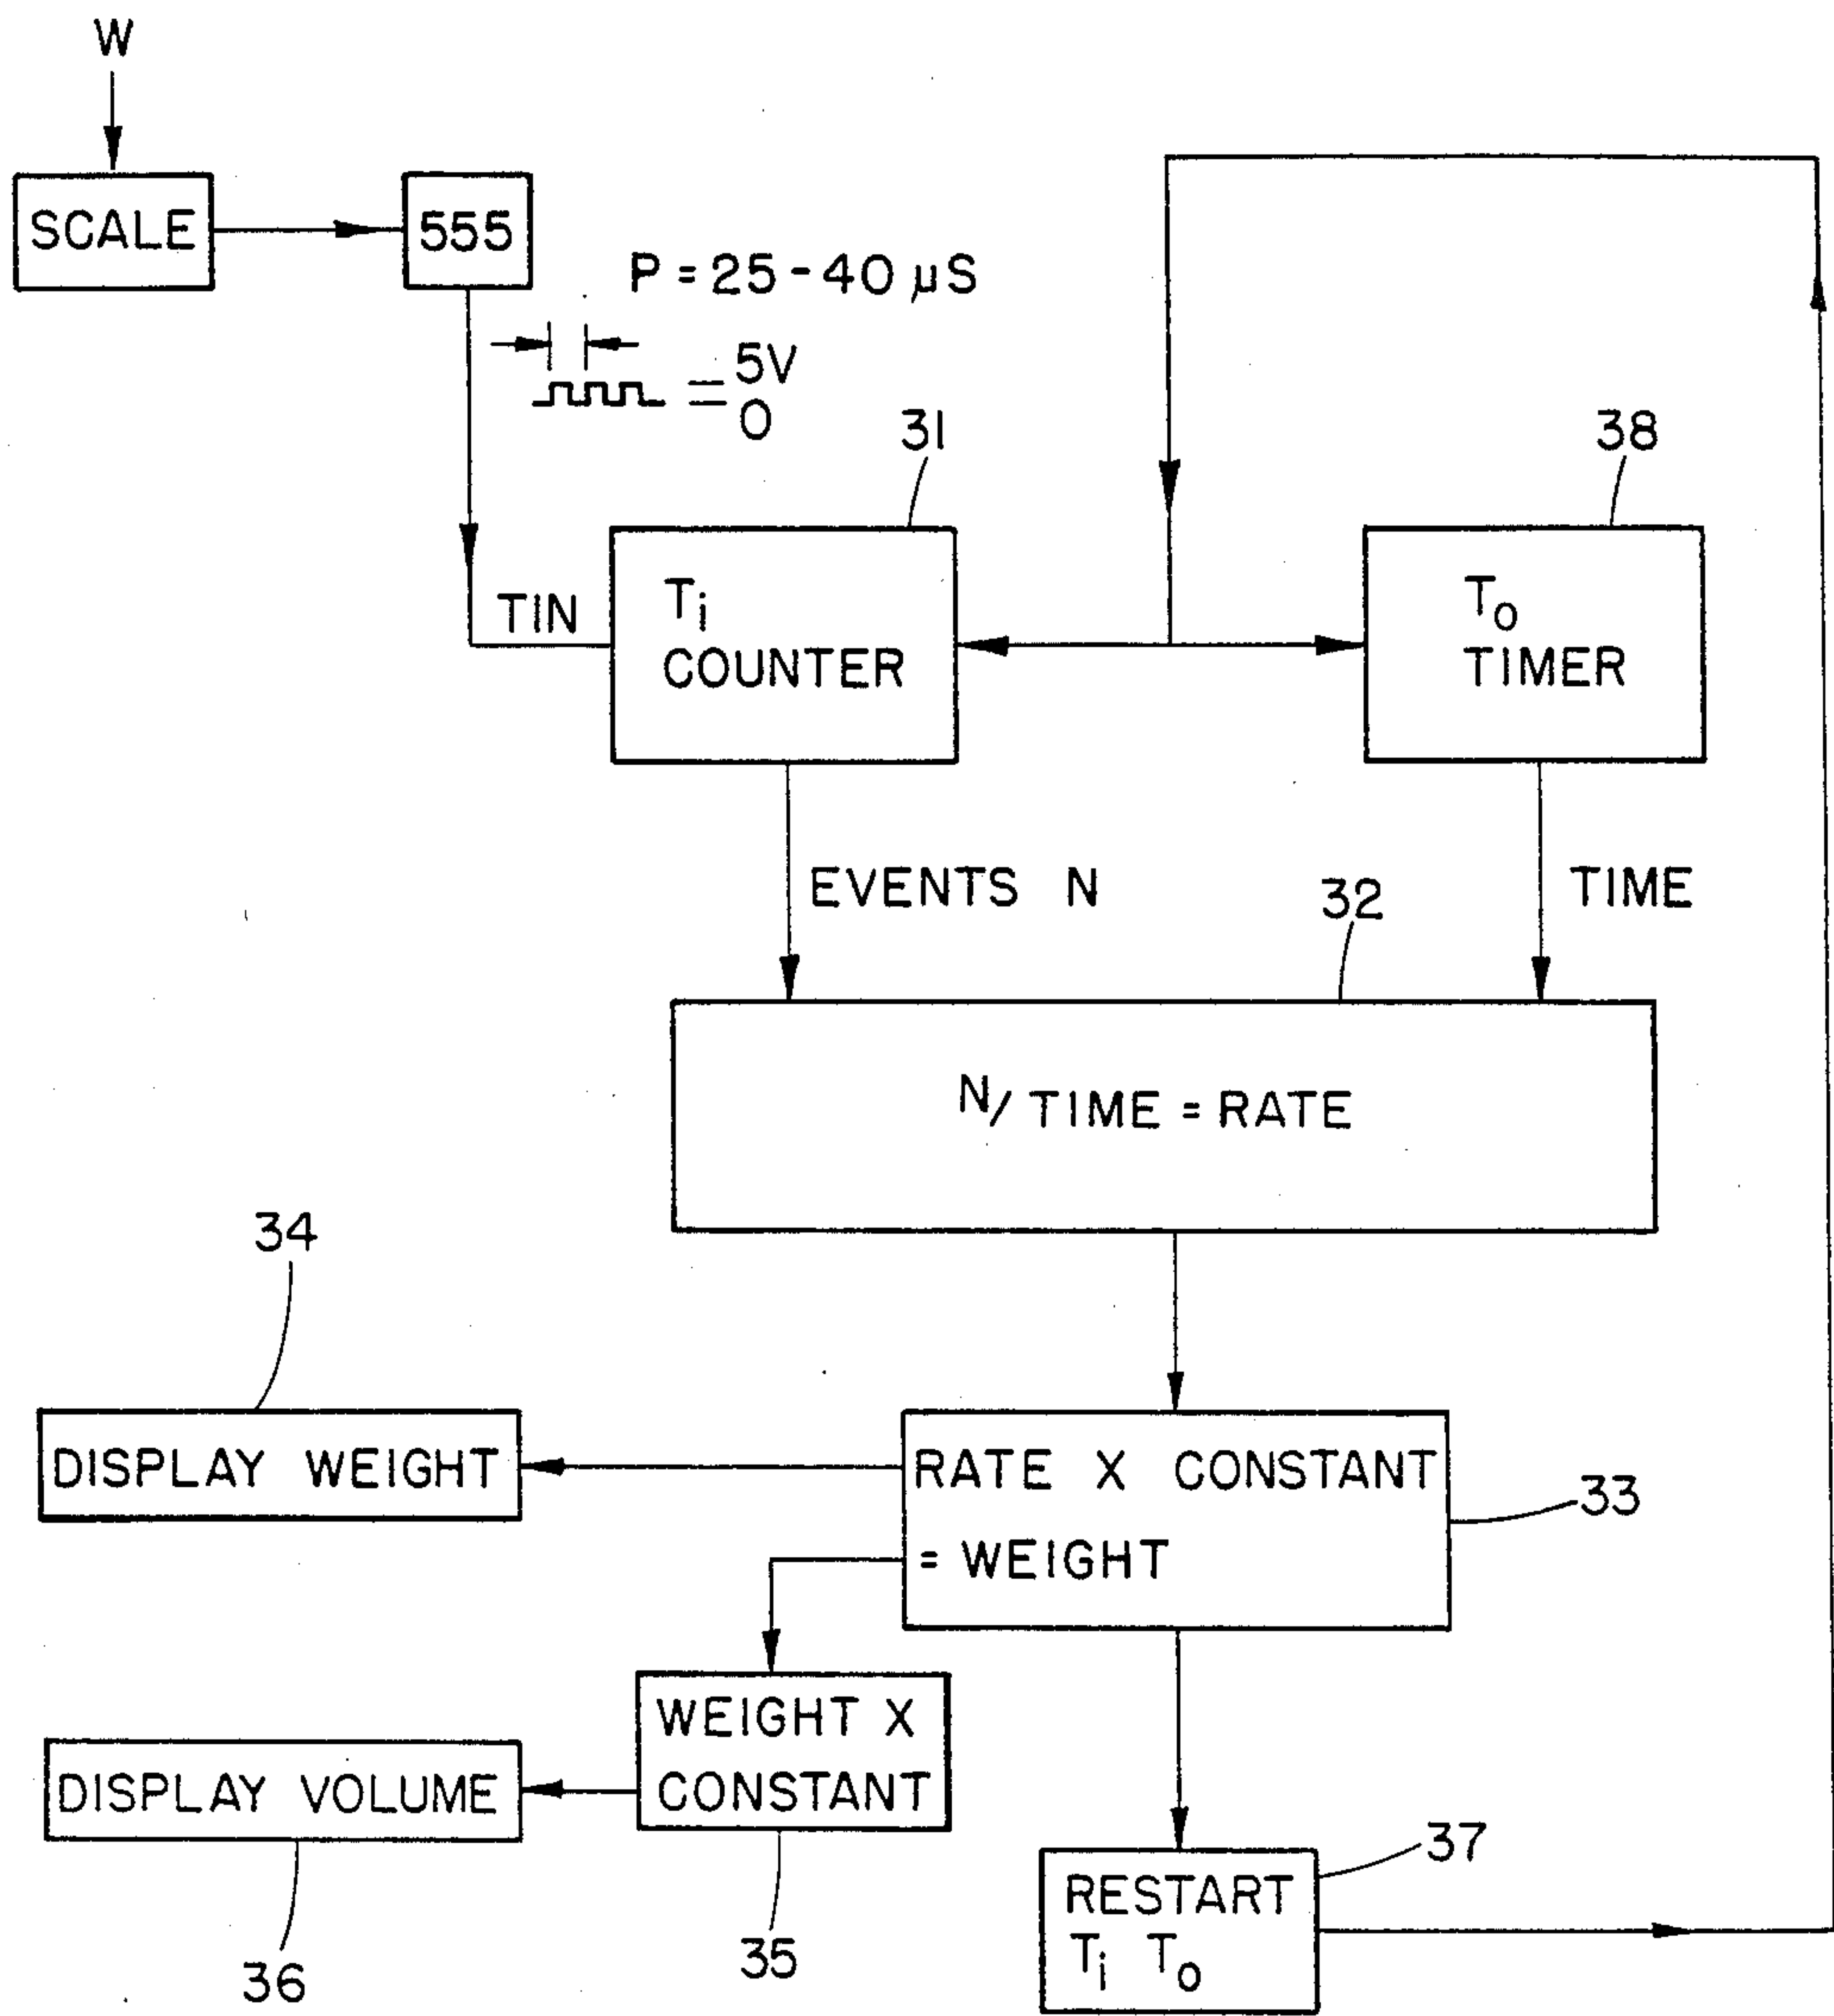 W
SCALE
555
P = 25 - 40 μS
5V
0
31
38
TIN
Ti
COUNTER
To
TIMER
EVENTS N
TIME
32
N/TIME = RATE
34
DISPLAY WEIGHT
RATE X CONSTANT
= WEIGHT
33
WEIGHT X
CONSTANT
DISPLAY VOLUME
37
RESTART
Ti To
35
36